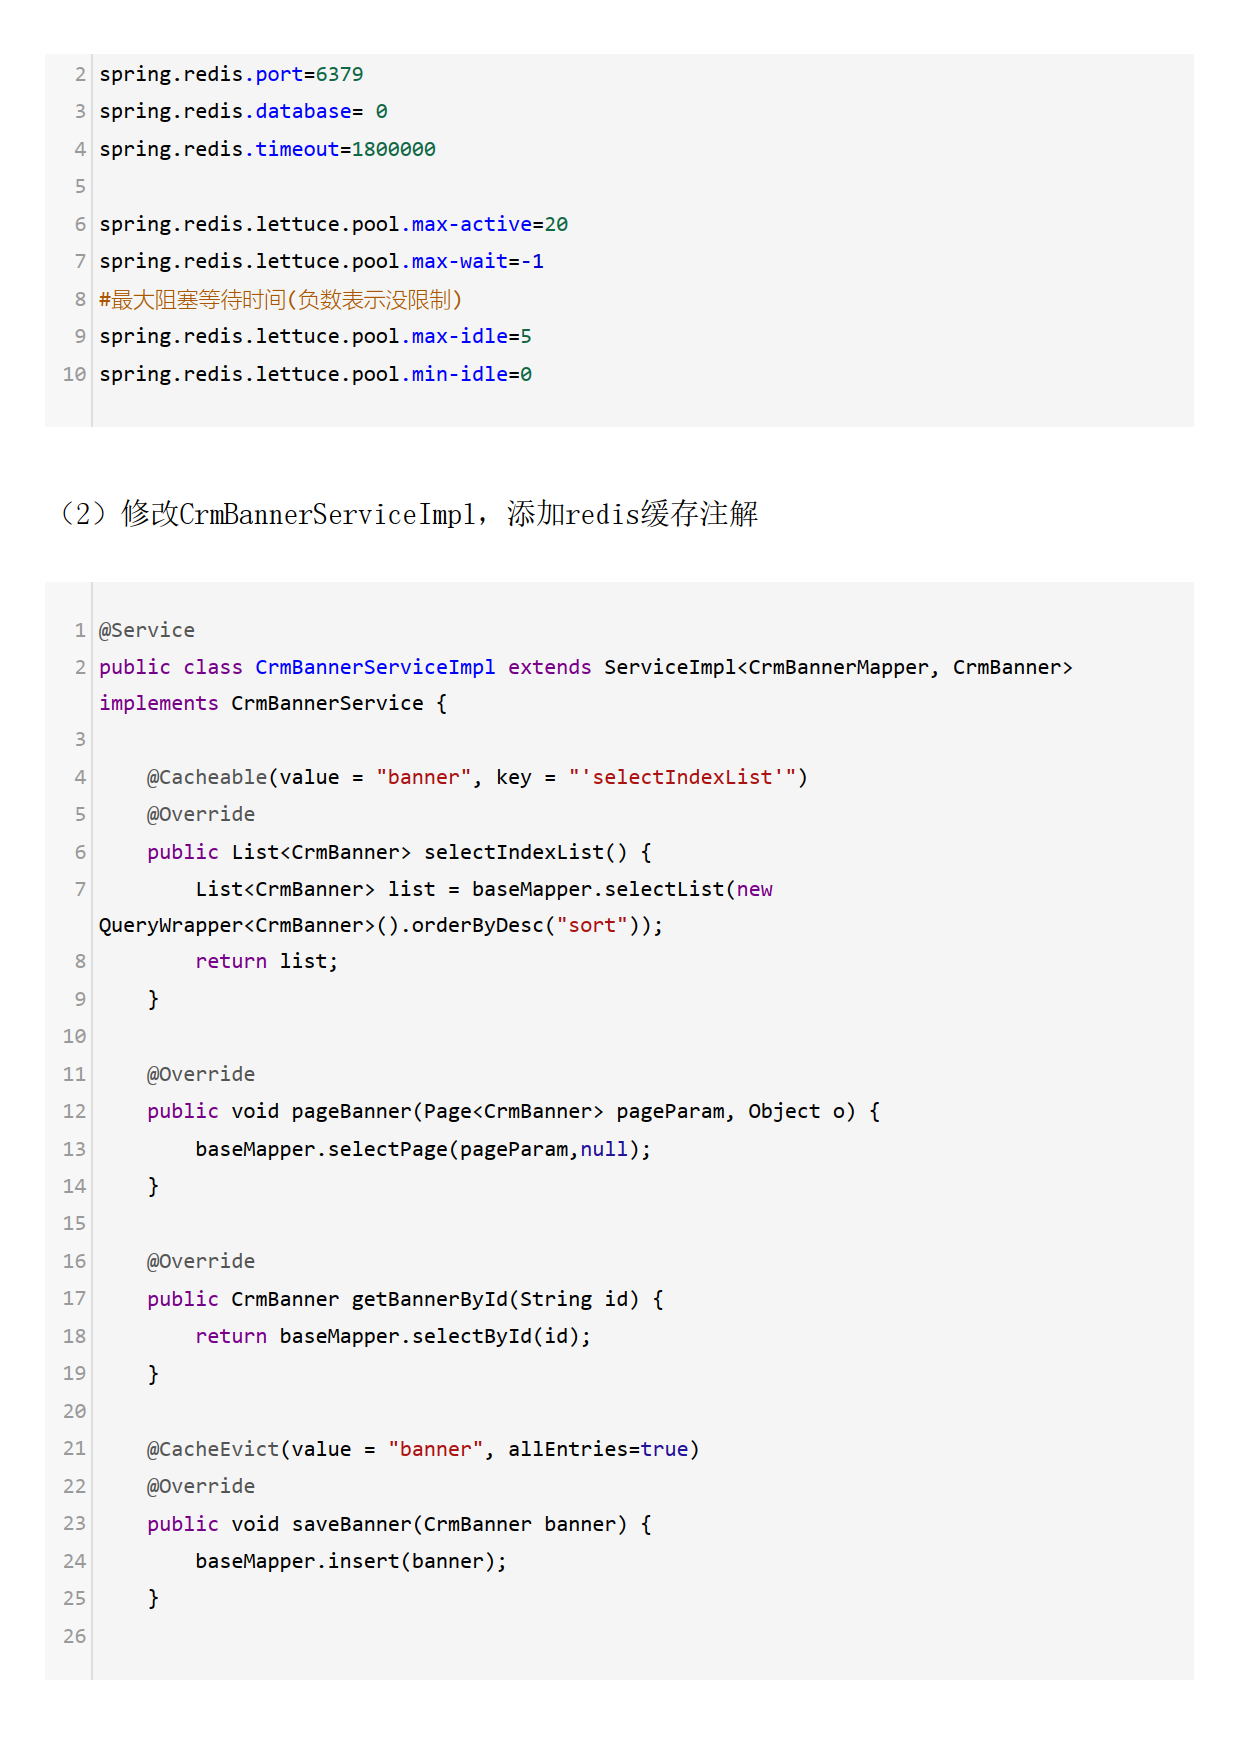 2 spring.redis.port=6379
3 spring.redis.database= 0
4 spring.redis.timeout=1800000
5
6 spring.redis.lettuce.pool.max-active=20
7 spring.redis.lettuce.pool.max-wait=-1
8 #最大阻塞等待时间(负数表示没限制)
9 spring.redis.lettuce.pool.max-idle=5
10 spring.redis.lettuce.pool.min-idle=0
（2）修改CrmBannerServiceImpl，添加redis缓存注解
1 @Service
2 public class CrmBannerServiceImpl extends ServiceImpl<CrmBannerMapper, CrmBanner>
implements CrmBannerService {
3
4     @Cacheable(value = "banner", key = "'selectIndexList'")
5     @Override
6     public List<CrmBanner> selectIndexList() {
7         List<CrmBanner> list = baseMapper.selectList(new
QueryWrapper<CrmBanner>().orderByDesc("sort"));
8         return list;
9     }
10
11     @Override
12     public void pageBanner(Page<CrmBanner> pageParam, Object o) {
13         baseMapper.selectPage(pageParam,null);
14     }
15
16     @Override
17     public CrmBanner getBannerById(String id) {
18         return baseMapper.selectById(id);
19     }
20
21     @CacheEvict(value = "banner", allEntries=true)
22     @Override
23     public void saveBanner(CrmBanner banner) {
24         baseMapper.insert(banner);
25     }
26